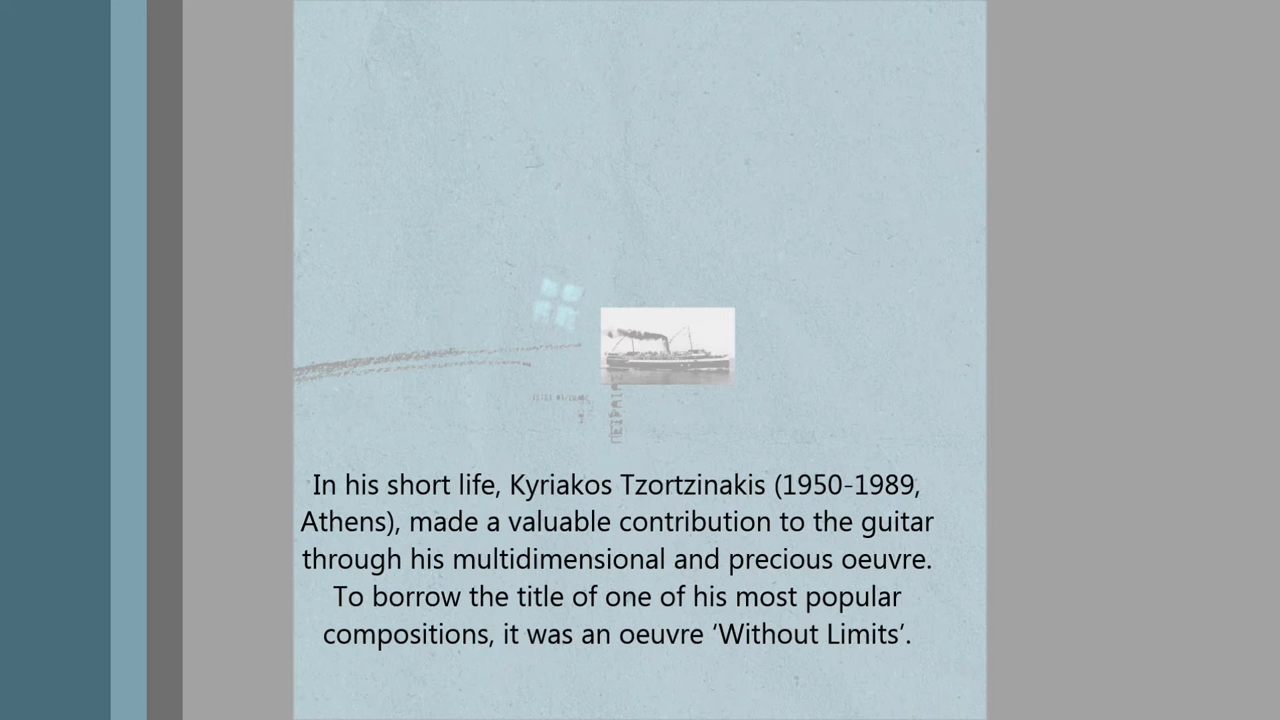 In his short life, Kyriakos Tzortzinakis (1950-1989,
Athens), made a valuable contribution to the guitar
through his multidimensional and precious oeuvre.
To borrow the title of one of his most popular
compositions, it was an oeuvre ‘Without Limits’.